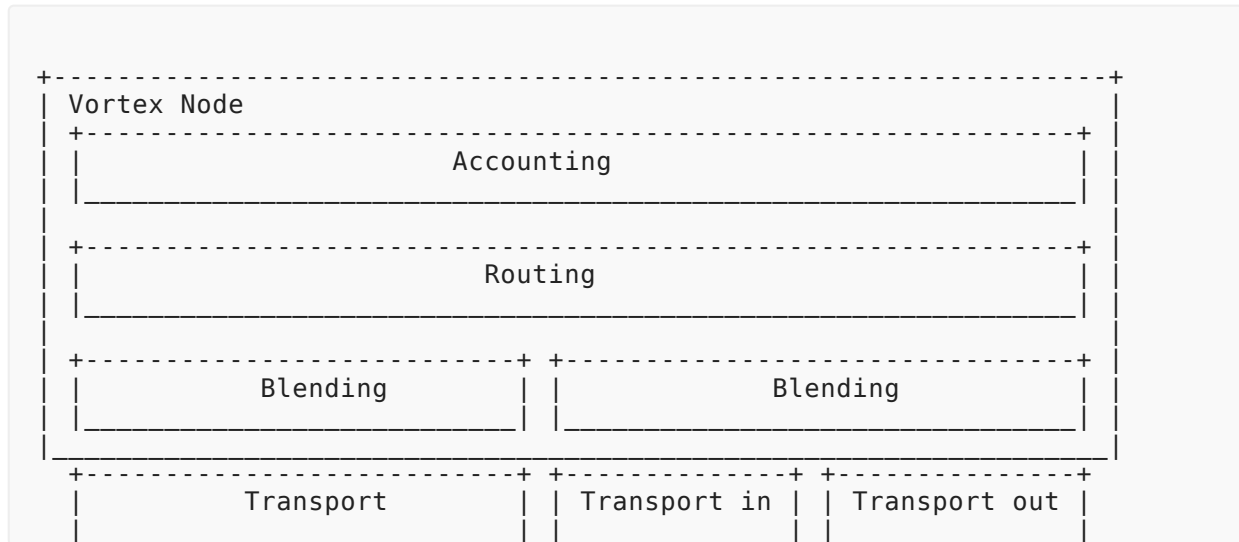 Vortex Node
Accounting
Routing
Blending Blending
Transport Transport in Transport out